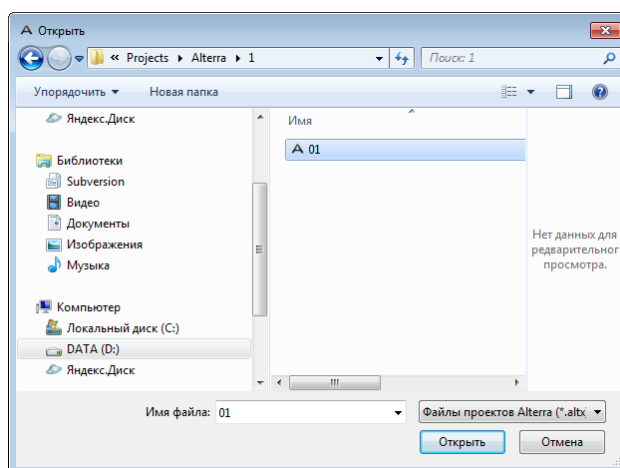 Открыть
« Projects Alterra 1
Поиск: 1
Упорядочить
Новая папка
Яндекс.Диск
Библиотеки
Subversion
Видео
Документы
Изображения
Музыка
Компьютер
Локальный диск (C:)
DATA (D:)
Яндекс.Диск
Имя
01
Нет данных для
редварительног
просмотра.
Имя файла: 01
Файлы проектов Alterra (*.altx
Открыть
Отмена